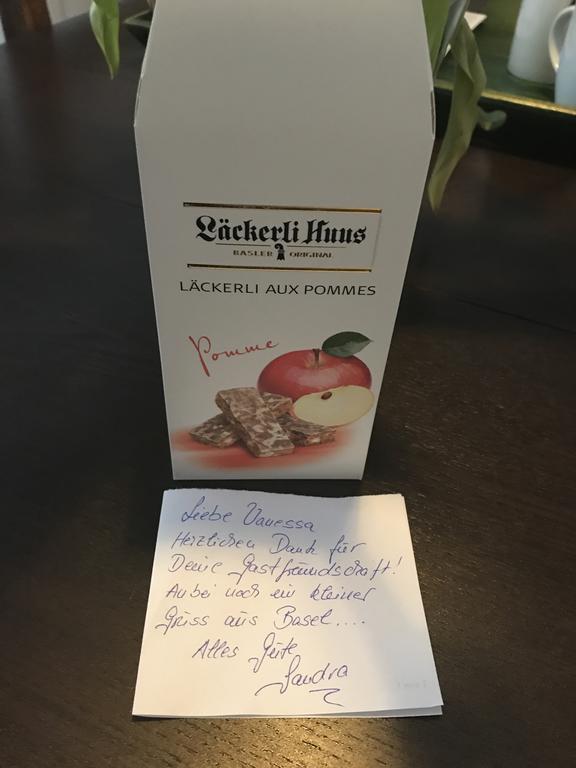 Läckerli Huus
BASLER ORIGINAL
LÄCKERLI AUX POMMES
Pomme
Liebe Vanessa
Herzlichen Dank für
Deine Gastfreundschaft!
Anbei noch ein kleiner
Gruss aus Basel....
Alles Gute
Sandra